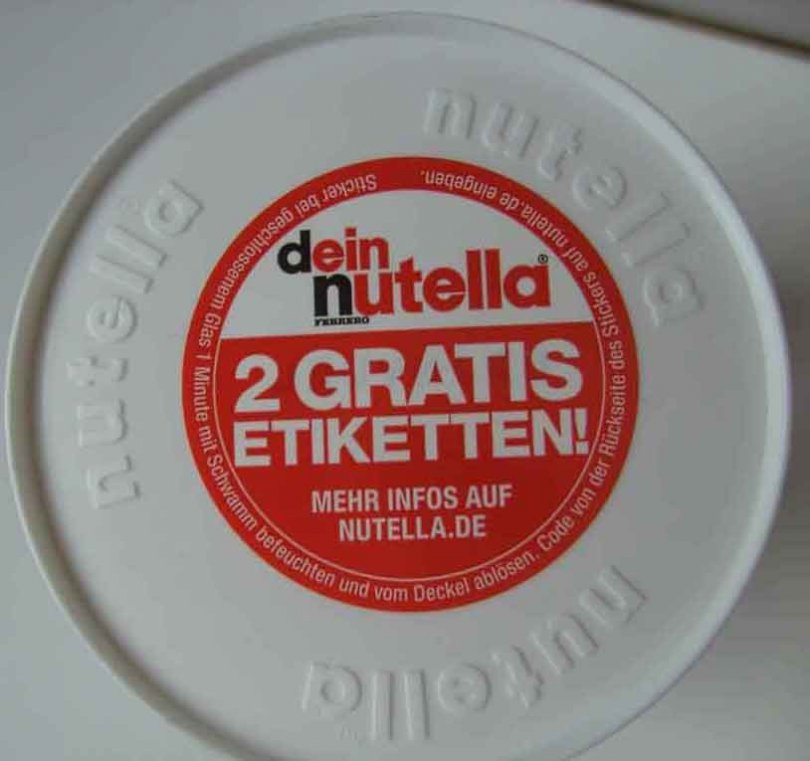 dein
nutella®
FERRERO
2 GRATIS
ETIKETTEN!
MEHR INFOS AUF
NUTELLA.DE
Sticker bei geschlossenem Glas 1 Minute mit Schwamm befeuchten und vom Deckel ablösen. Code von der Rückseite des Stickers auf nutella.de eingeben.
nutella
nutella
nutella